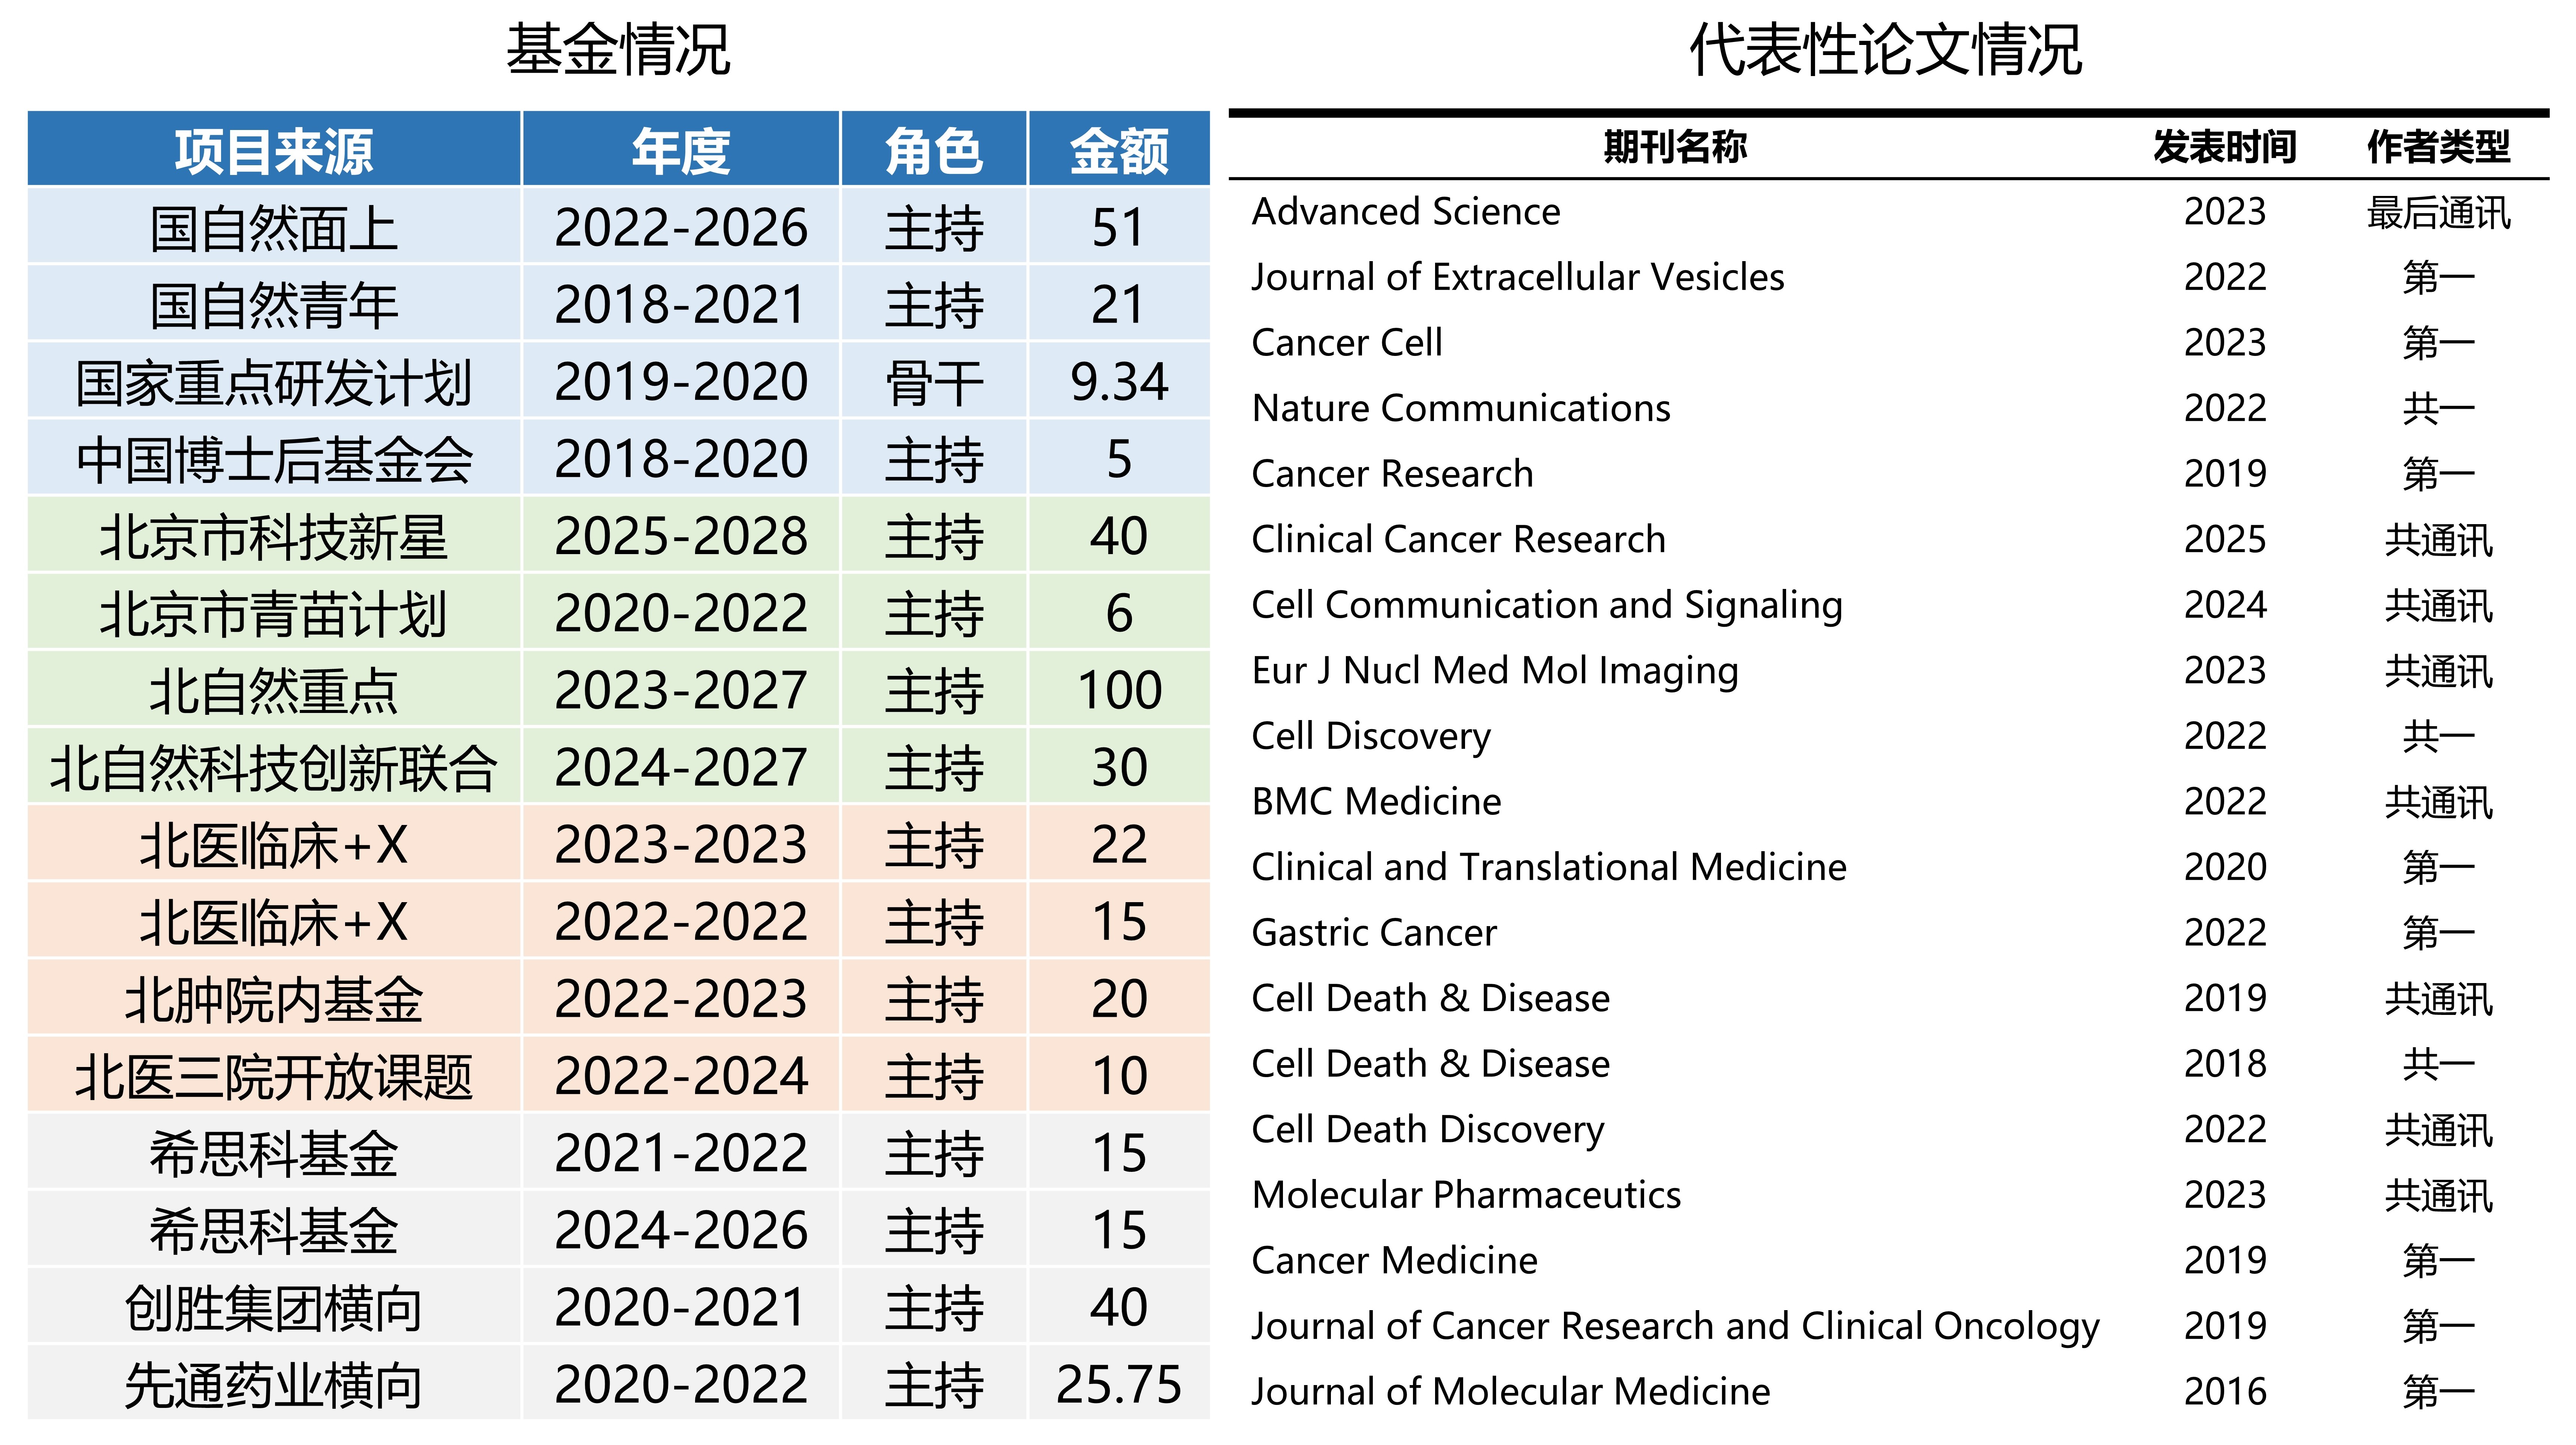 基金情况
项目来源 年度 角色 金额
国自然面上 2022-2026 主持 51
国自然青年 2018-2021 主持 21
国家重点研发计划 2019-2020 骨干 9.34
中国博士后基金会 2018-2020 主持 5
北京市科技新星 2025-2028 主持 40
北京市青苗计划 2020-2022 主持 6
北自然重点 2023-2027 主持 100
北自然科技创新联合 2024-2027 主持 30
北医临床+X 2023-2023 主持 22
北医临床+X 2022-2022 主持 15
北肿院内基金 2022-2023 主持 20
北医三院开放课题 2022-2024 主持 10
希思科基金 2021-2022 主持 15
希思科基金 2024-2026 主持 15
创胜集团横向 2020-2021 主持 40
先通药业横向 2020-2022 主持 25.75
代表性论文情况
期刊名称 发表时间 作者类型
Advanced Science 2023 最后通讯
Journal of Extracellular Vesicles 2022 第一
Cancer Cell 2023 第一
Nature Communications 2022 共一
Cancer Research 2019 第一
Clinical Cancer Research 2025 共通讯
Cell Communication and Signaling 2024 共通讯
Eur J Nucl Med Mol Imaging 2023 共通讯
Cell Discovery 2022 共一
BMC Medicine 2022 共通讯
Clinical and Translational Medicine 2020 第一
Gastric Cancer 2022 第一
Cell Death & Disease 2019 共通讯
Cell Death & Disease 2018 共一
Cell Death Discovery 2022 共通讯
Molecular Pharmaceutics 2023 共通讯
Cancer Medicine 2019 第一
Journal of Cancer Research and Clinical Oncology 2019 第一
Journal of Molecular Medicine 2016 第一